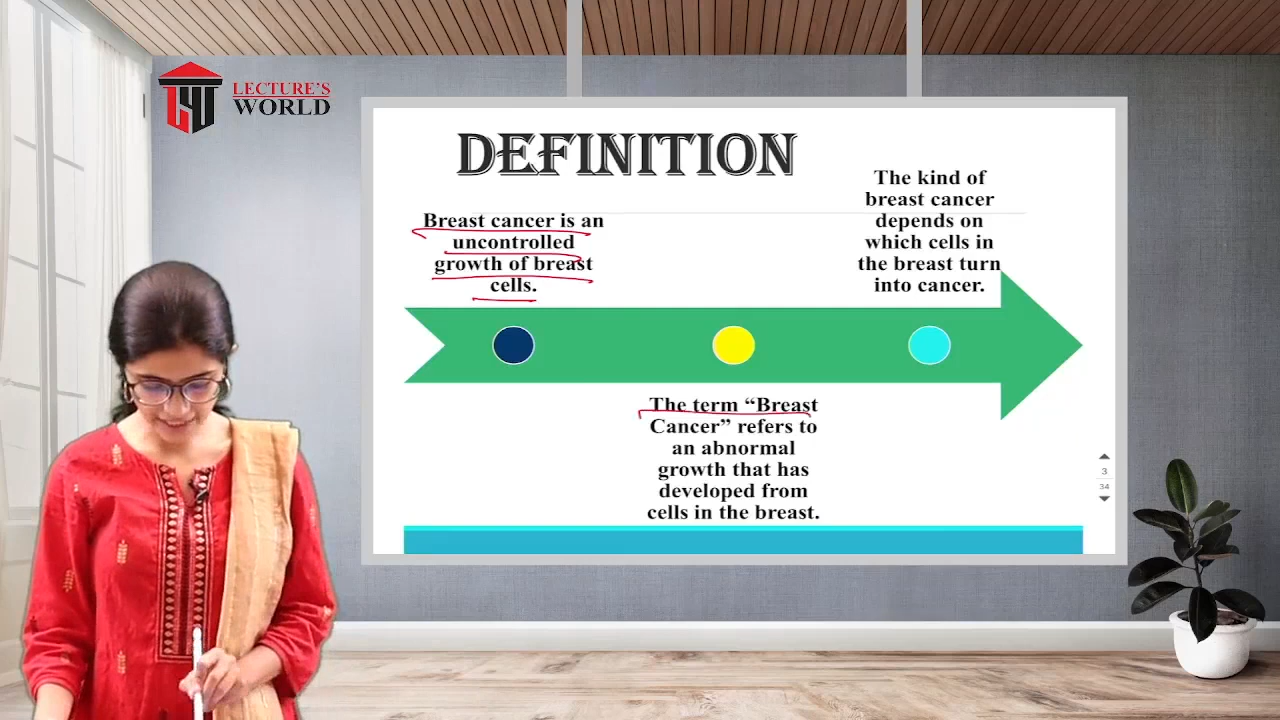 LECTURE'S
WORLD
DEFINITION
Breast cancer is an
uncontrolled
growth of breast
cells.
The kind of
breast cancer
depends on
which cells in
the breast turn
into cancer.
The term “Breast
Cancer” refers to
an abnormal
growth that has
developed from
cells in the breast.
3
34